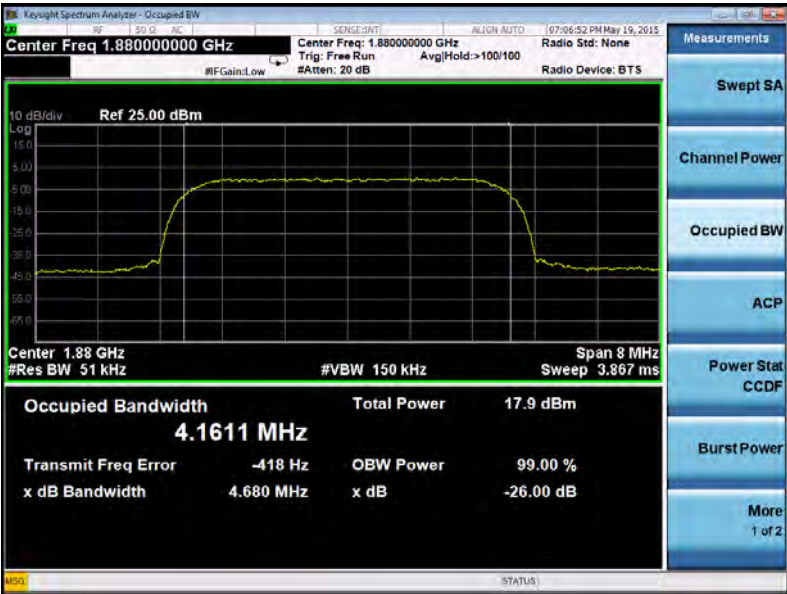 Keysight Spectrum Analyzer - Occupied BW
RF 50 Ω AC SENSE:INT ALIGN AUTO 07:06:52 PM May 19, 2015
Center Freq 1.880000000 GHz
Center Freq: 1.880000000 GHz
Radio Std: None
Trig: Free Run Avg|Hold:>100/100
#IFGain:Low #Atten: 20 dB Radio Device: BTS
10 dB/div Ref 25.00 dBm
Log
15.0
5.00
-5.00
-15.0
-25.0
-35.0
-45.0
-55.0
-65.0
Center 1.88 GHz Span 8 MHz
#Res BW 51 kHz #VBW 150 kHz Sweep 3.867 ms
Occupied Bandwidth Total Power 17.9 dBm
4.1611 MHz
Transmit Freq Error -418 Hz OBW Power 99.00 %
x dB Bandwidth 4.680 MHz x dB -26.00 dB
MSG STATUS
Measurements
Swept SA
Channel Power
Occupied BW
ACP
Power Stat
CCDF
Burst Power
More
1 of 2